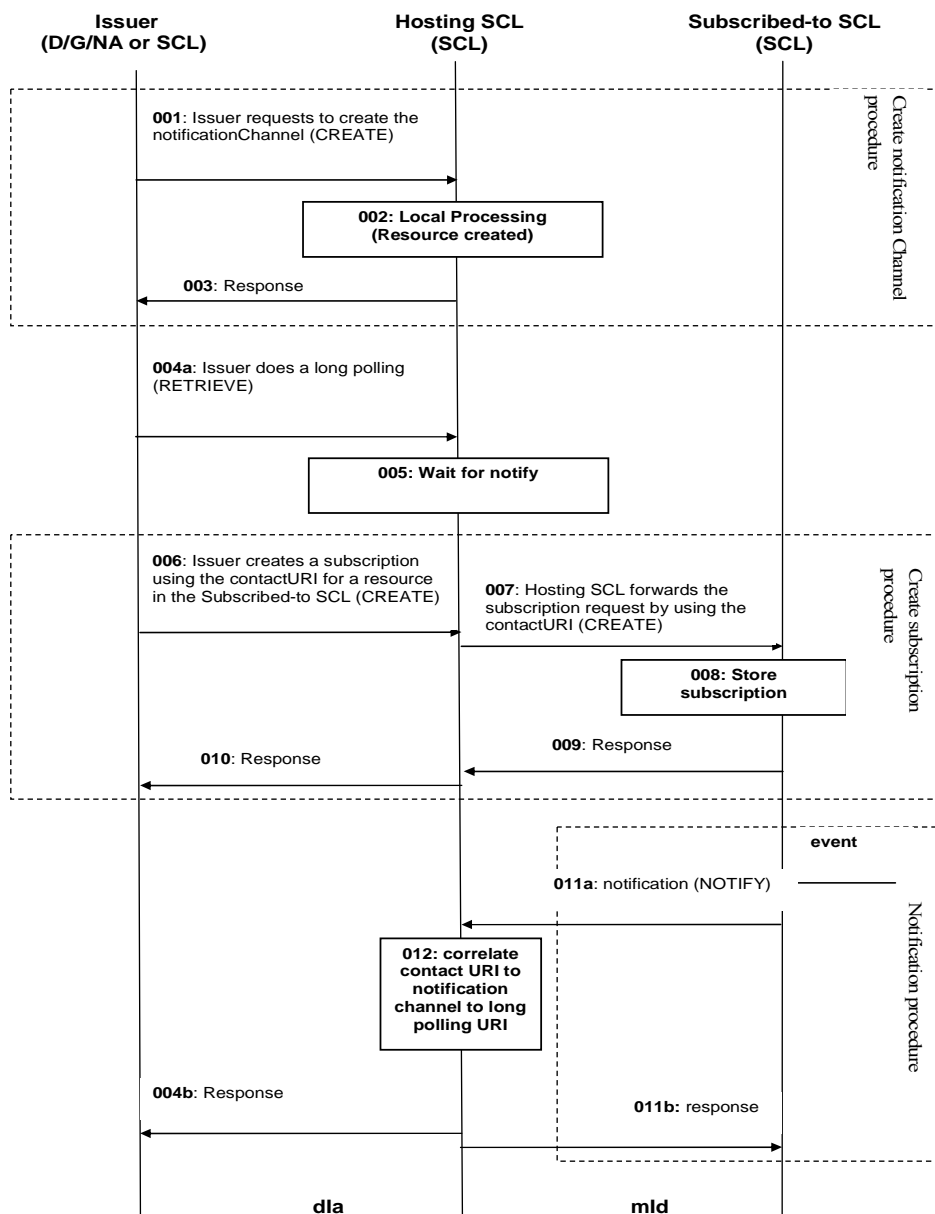 Issuer
(D/G/NA or SCL)
Hosting SCL
(SCL)
Subscribed-to SCL
(SCL)
Create notification Channel
procedure
001: Issuer requests to create the
notificationChannel (CREATE)
002: Local Processing
(Resource created)
003: Response
004a: Issuer does a long polling
(RETRIEVE)
005: Wait for notify
Create subscription
procedure
006: Issuer creates a subscription
using the contactURI for a resource
in the Subscribed-to SCL (CREATE)
007: Hosting SCL forwards the
subscription request by using the
contactURI (CREATE)
008: Store
subscription
009: Response
010: Response
event
011a: notification (NOTIFY)
Notification procedure
012: correlate
contact URI to
notification
channel to long
polling URI
004b: Response
011b: response
dIa
mId